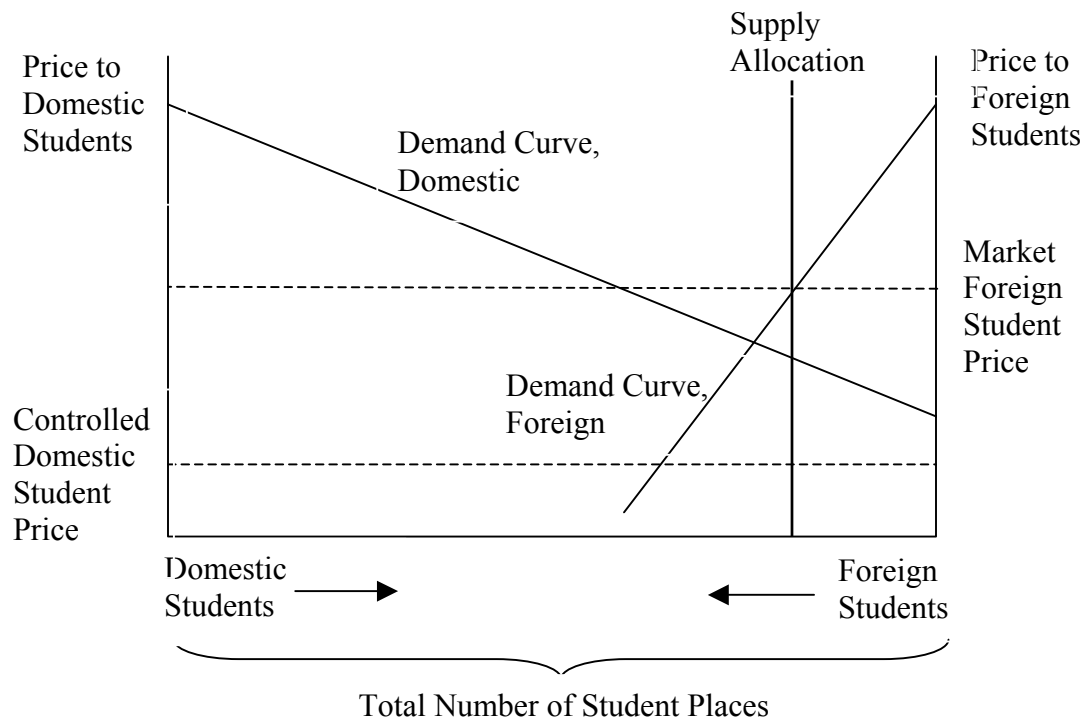 Supply
Allocation
Price to
Domestic
Students
Price to
Foreign
Students
Demand Curve,
Domestic
Market
Foreign
Student
Price
Demand Curve,
Foreign
Controlled
Domestic
Student
Price
Domestic
Students
Foreign
Students
Total Number of Student Places